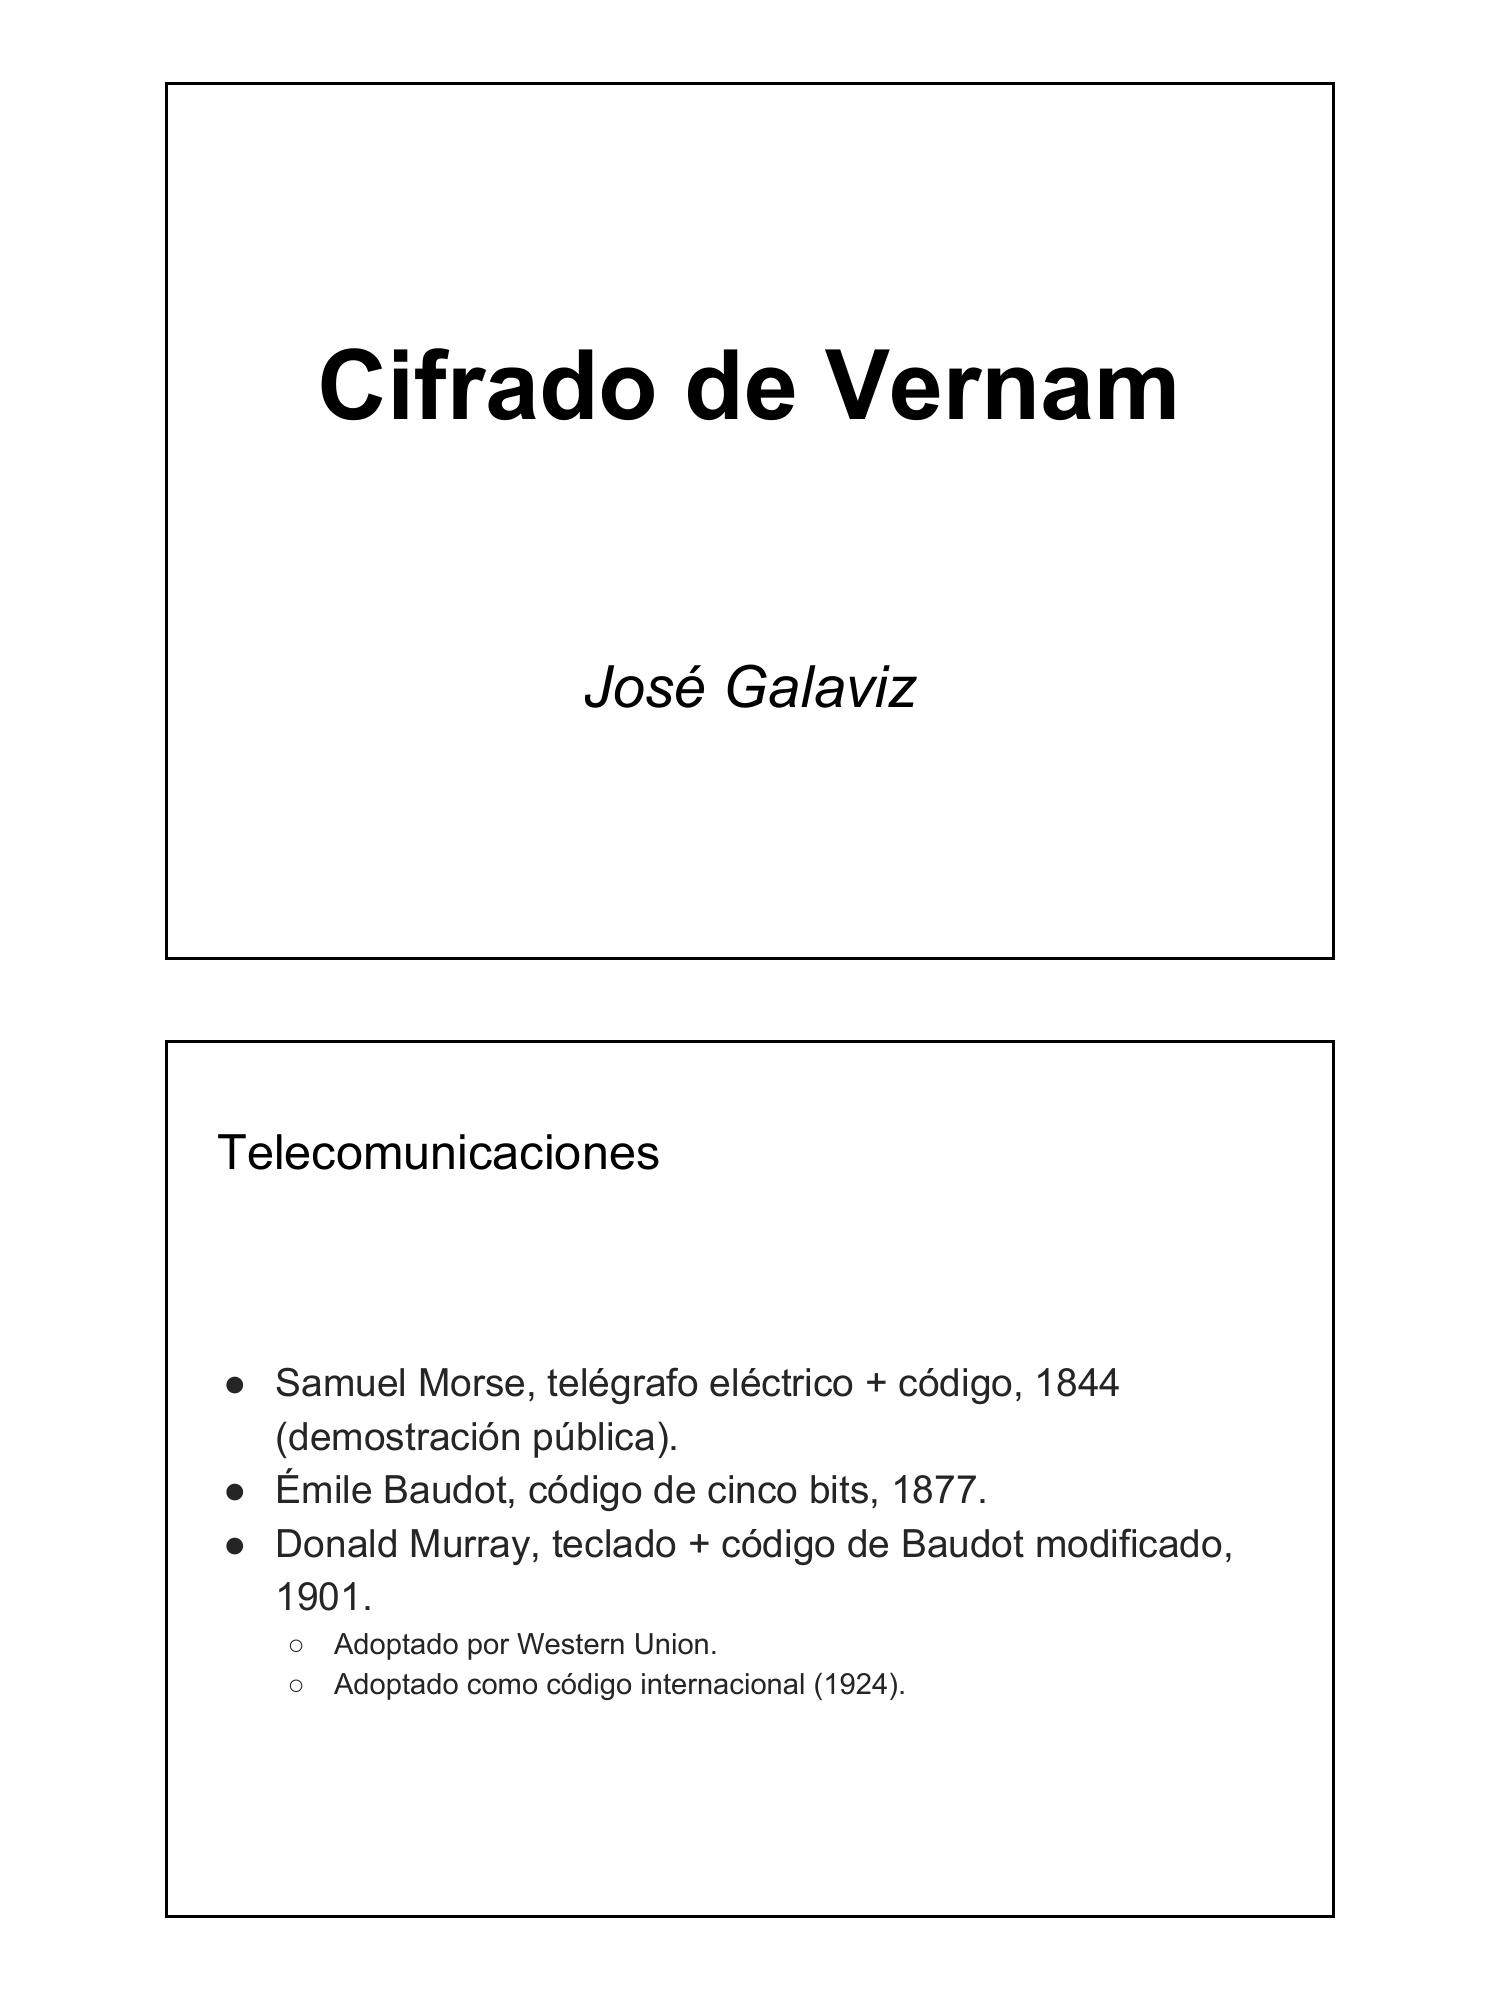 Cifrado de Vernam
José Galaviz
Telecomunicaciones
● Samuel Morse, telégrafo eléctrico + código, 1844
(demostración pública).
● Émile Baudot, código de cinco bits, 1877.
● Donald Murray, teclado + código de Baudot modificado,
1901.
○ Adoptado por Western Union.
○ Adoptado como código internacional (1924).